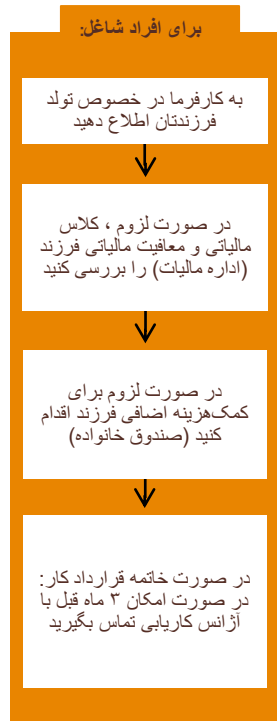 برای افراد شاغل:
به کارفرما در خصوص تولد
فرزندتان اطلاع دهید
در صورت لزوم ، کلاس
مالیاتی و معافیت مالیاتی فرزند
(اداره مالیات) را بررسی کنید
در صورت لزوم برای
کمک‌هزینه اضافی فرزند اقدام
کنید (صندوق خانواده)
در صورت خاتمه قرارداد کار:
در صورت امکان ۳ ماه قبل با
آژانس کاریابی تماس بگیرید